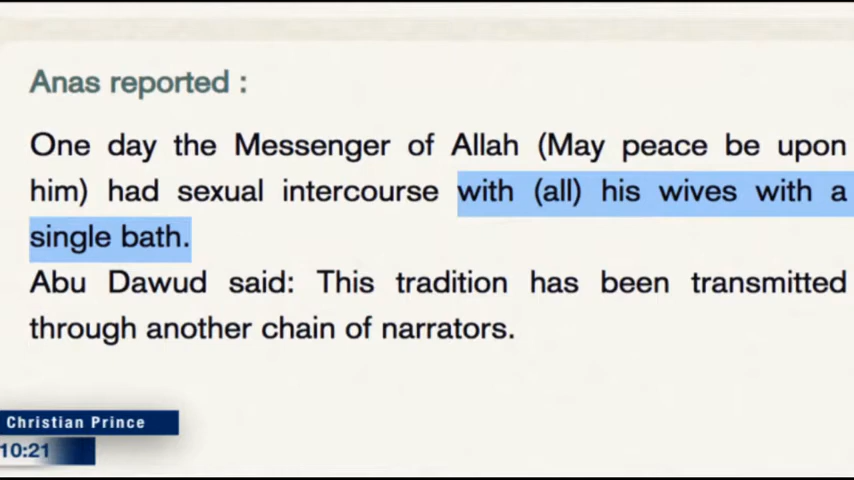 Anas reported :
One day the Messenger of Allah (May peace be upon
him) had sexual intercourse with (all) his wives with a
single bath.
Abu Dawud said: This tradition has been transmitted
through another chain of narrators.
Christian Prince
10:21